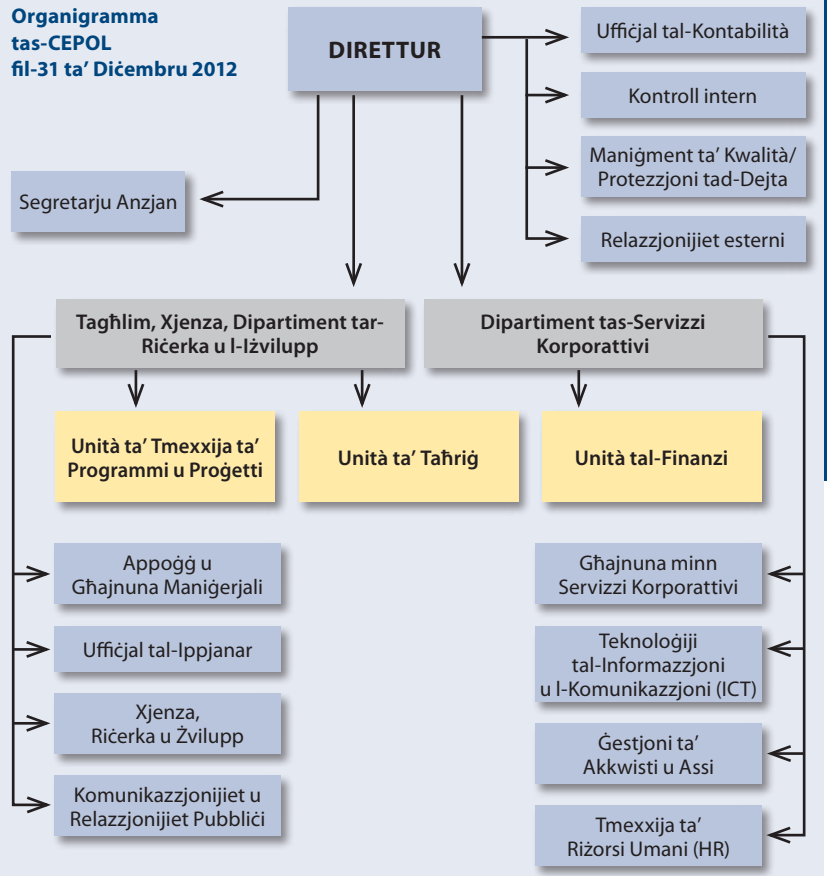 Organigramma
tas-CEPOL
fil-31 ta’ Diċembru 2012
DIRETTUR
Uffiċjal tal-Kontabilità
Kontroll intern
Maniġment ta’ Kwalità/
Protezzjoni tad-Dejta
Relazzjonijiet esterni
Segretarju Anzjan
Tagħlim, Xjenza, Dipartiment tar-
Riċerka u l-Iżvilupp
Dipartiment tas-Servizzi
Korporattivi
Unità ta’ Tmexxija ta’
Programmi u Proġetti
Unità ta’ Taħriġ
Unità tal-Finanzi
Appoġġ u
Għajnuna Maniġerjali
Uffiċjal tal-Ippjanar
Xjenza,
Riċerka u Żvilupp
Komunikazzjonijiet u
Relazzjonijiet Pubbliċi
Għajnuna minn
Servizzi Korporattivi
Teknoloġiji
tal-Informazzjoni
u l-Komunikazzjoni (ICT)
Ġestjoni ta’
Akkwisti u Assi
Tmexxija ta’
Riżorsi Umani (HR)